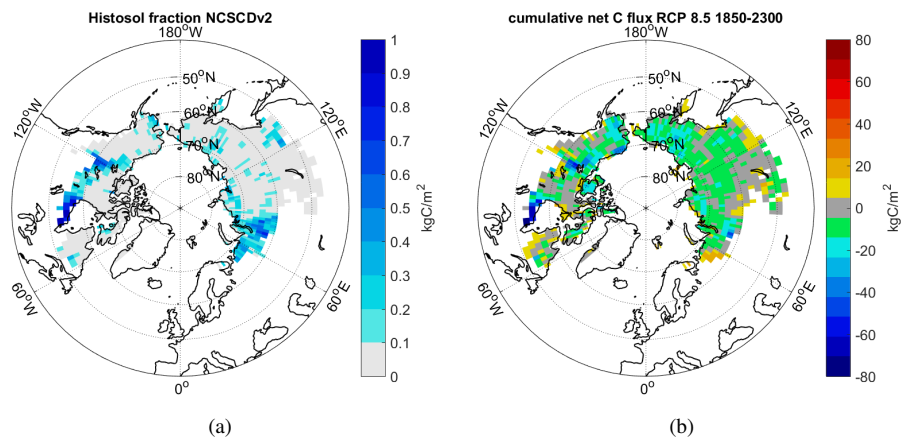 Histosol fraction NCSCDv2
180°W
120°W
50°N
60°N
70°N
80°N
120°E
60°W
60°E
0°
1
0.9
0.8
0.7
0.6
0.5
0.4
0.3
0.2
0.1
0
kgC/m²
(a)
cumulative net C flux RCP 8.5 1850-2300
180°W
120°W
50°N
60°N
70°N
80°N
120°E
60°W
60°E
0°
80
60
40
20
0
-20
-40
-60
-80
kgC/m²
(b)